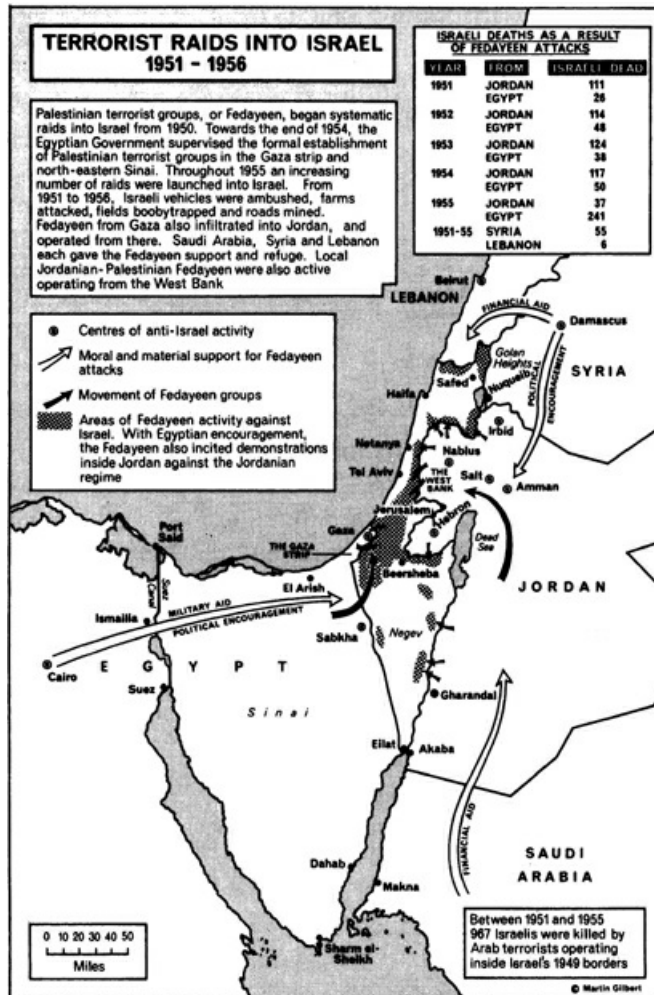 TERRORIST RAIDS INTO ISRAEL
1951 - 1956
Palestinian terrorist groups, or Fedayeen, began systematic
raids into Israel from 1950. Towards the end of 1954, the
Egyptian Government supervised the formal establishment
of Palestinian terrorist groups in the Gaza strip and
north-eastern Sinai. Throughout 1955 an increasing
number of raids were launched into Israel. From
1951 to 1956, Israeli vehicles were ambushed, farms
attacked, fields boobytrapped and roads mined.
Fedayeen from Gaza also infiltrated into Jordan, and
operated from there. Saudi Arabia, Syria and Lebanon
each gave the Fedayeen support and refuge. Local
Jordanian-Palestinian Fedayeen were also active
operating from the West Bank
ISRAELI DEATHS AS A RESULT
OF FEDAYEEN ATTACKS
YEAR FROM ISRAELI DEAD
1951 JORDAN 111
EGYPT 26
1952 JORDAN 114
EGYPT 48
1953 JORDAN 124
EGYPT 38
1954 JORDAN 117
EGYPT 50
1955 JORDAN 37
EGYPT 241
1951-55 SYRIA 55
LEBANON 6
Centres of anti-Israel activity
Moral and material support for Fedayeen
attacks
Movement of Fedayeen groups
Areas of Fedayeen activity against
Israel. With Egyptian encouragement,
the Fedayeen also incited demonstrations
inside Jordan against the Jordanian
regime
Beirut
LEBANON
FINANCIAL AID
Damascus
Golan
Heights
SYRIA
Safed
Nuqueib
POLITICAL
ENCOURAGEMENT
Haifa
Irbid
Netanya
Nablus
Tel Aviv
THE
WEST
BANK
Salt
Amman
Jerusalem
Gaza
Hebron
THE GAZA
STRIP
Dead
Sea
Port
Said
Beersheba
El Arish
JORDAN
Suez
Canal
Ismailia
MILITARY AID
POLITICAL ENCOURAGEMENT
Sabkha
Negev
Cairo
EGYPT
Suez
Sinai
Gharandal
Eilat
Akaba
FINANCIAL AID
SAUDI
ARABIA
Dahab
Makna
Sharm el-
Sheikh
0 10 20 30 40 50
Miles
Between 1951 and 1955
967 Israelis were killed by
Arab terrorists operating
inside Israel's 1949 borders
© Martin Gilbert